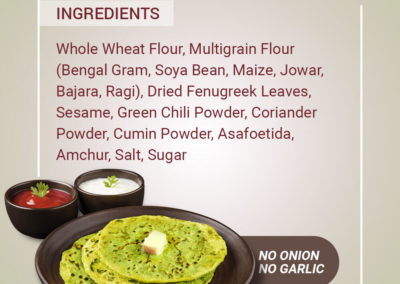 INGREDIENTS
Whole Wheat Flour, Multigrain Flour
(Bengal Gram, Soya Bean, Maize, Jowar,
Bajara, Ragi), Dried Fenugreek Leaves,
Sesame, Green Chili Powder, Coriander
Powder, Cumin Powder, Asafoetida,
Amchur, Salt, Sugar
NO ONION
NO GARLIC